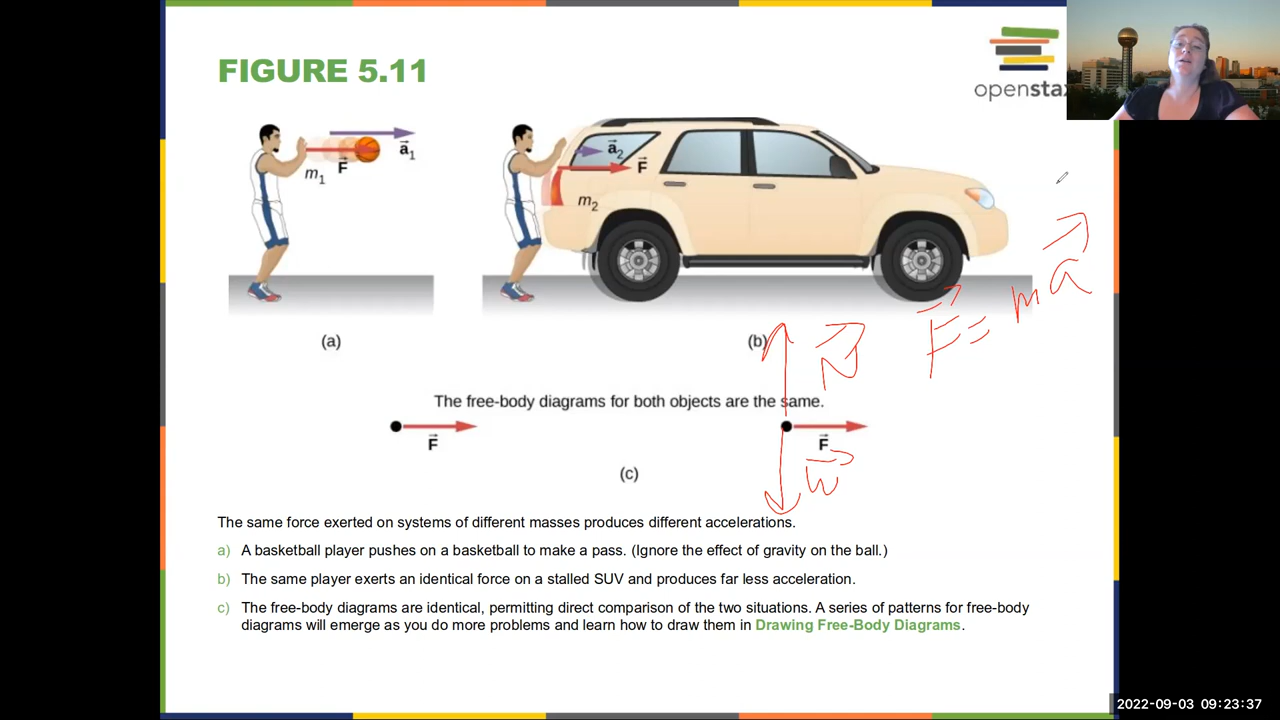 FIGURE 5.11
openstax
a₁
F
m₁
a₂
F
m₂
F = ma
(a)
(b)
N
The free-body diagrams for both objects are the same.
F
F
w
(c)
The same force exerted on systems of different masses produces different accelerations.
a) A basketball player pushes on a basketball to make a pass. (Ignore the effect of gravity on the ball.)
b) The same player exerts an identical force on a stalled SUV and produces far less acceleration.
c) The free-body diagrams are identical, permitting direct comparison of the two situations. A series of patterns for free-body
diagrams will emerge as you do more problems and learn how to draw them in Drawing Free-Body Diagrams.
2022-09-03 09:23:37